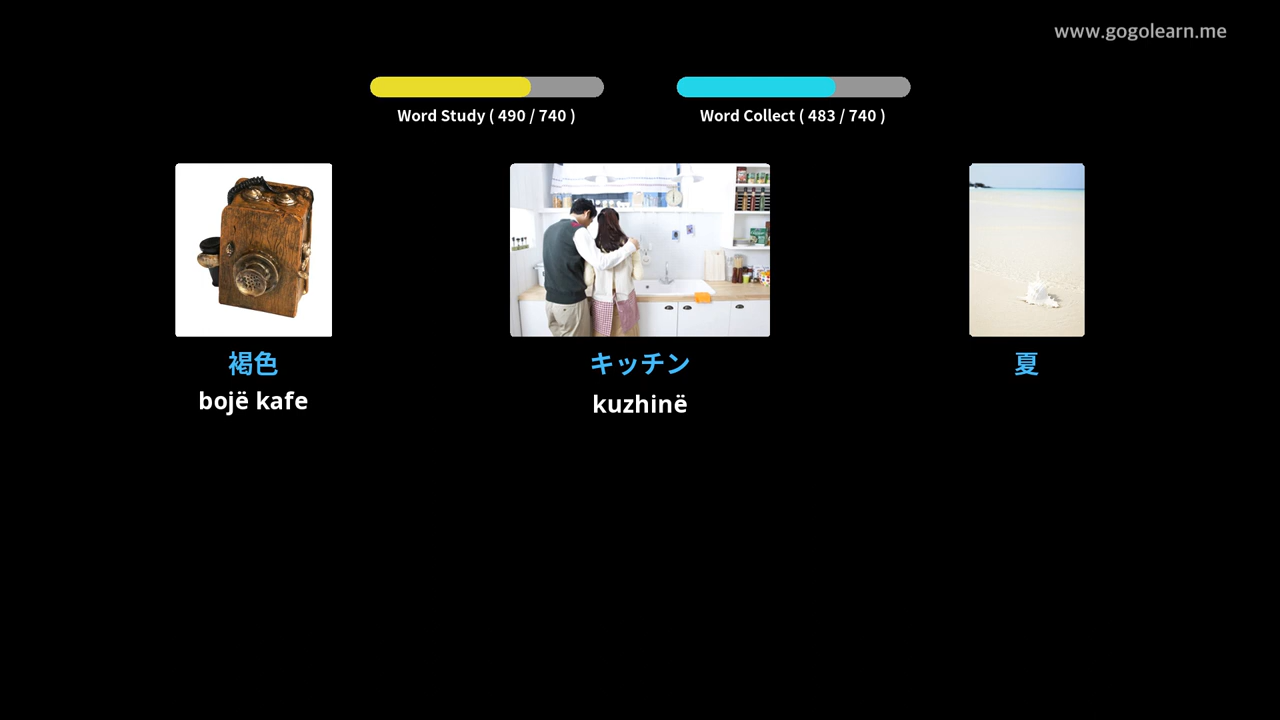 www.gogolearn.me
Word Study ( 490 / 740 )
Word Collect ( 483 / 740 )
褐色
キッチン
夏
bojë kafe
kuzhinë